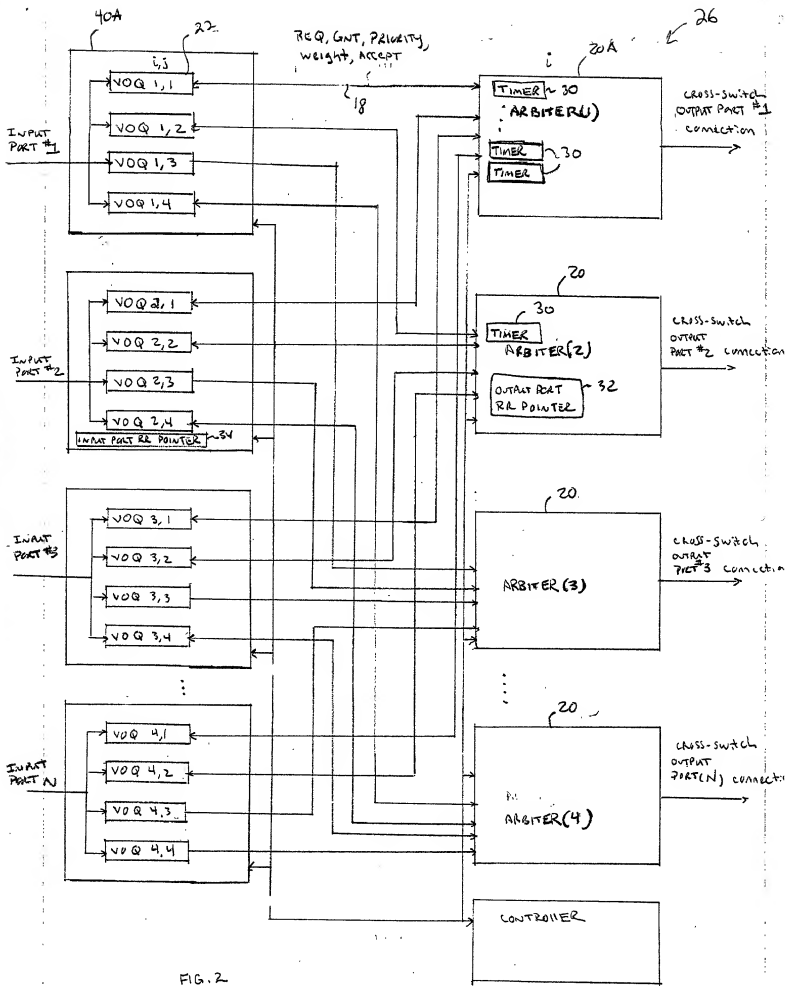 40A
22
26
REQ, GNT, PRIORITY,
Weight, ACCEPT
18
i,j
VOQ 1,1
VOQ 1,2
VOQ 1,3
VOQ 1,4
INPUT
PORT #1
i
20A
TIMER 30
ARBITER(1)
TIMER 30
TIMER
CROSS-SWITCH
OUTPUT PORT #1
connection
VOQ 2,1
VOQ 2,2
VOQ 2,3
VOQ 2,4
INPUT PORT RR POINTER 34
INPUT
PORT #2
20
30
TIMER
ARBITER(2)
OUTPUT PORT
RR POINTER
32
CROSS-SWITCH
OUTPUT
PORT #2 connection
VOQ 3,1
VOQ 3,2
VOQ 3,3
VOQ 3,4
INPUT
PORT #3
20
ARBITER(3)
CROSS-SWITCH
OUTPUT
PORT #3 connection
VOQ 4,1
VOQ 4,2
VOQ 4,3
VOQ 4,4
INPUT
PORT N
20
ARBITER(4)
CROSS-SWITCH
OUTPUT
PORT(N) connecti
CONTROLLER
FIG. 2